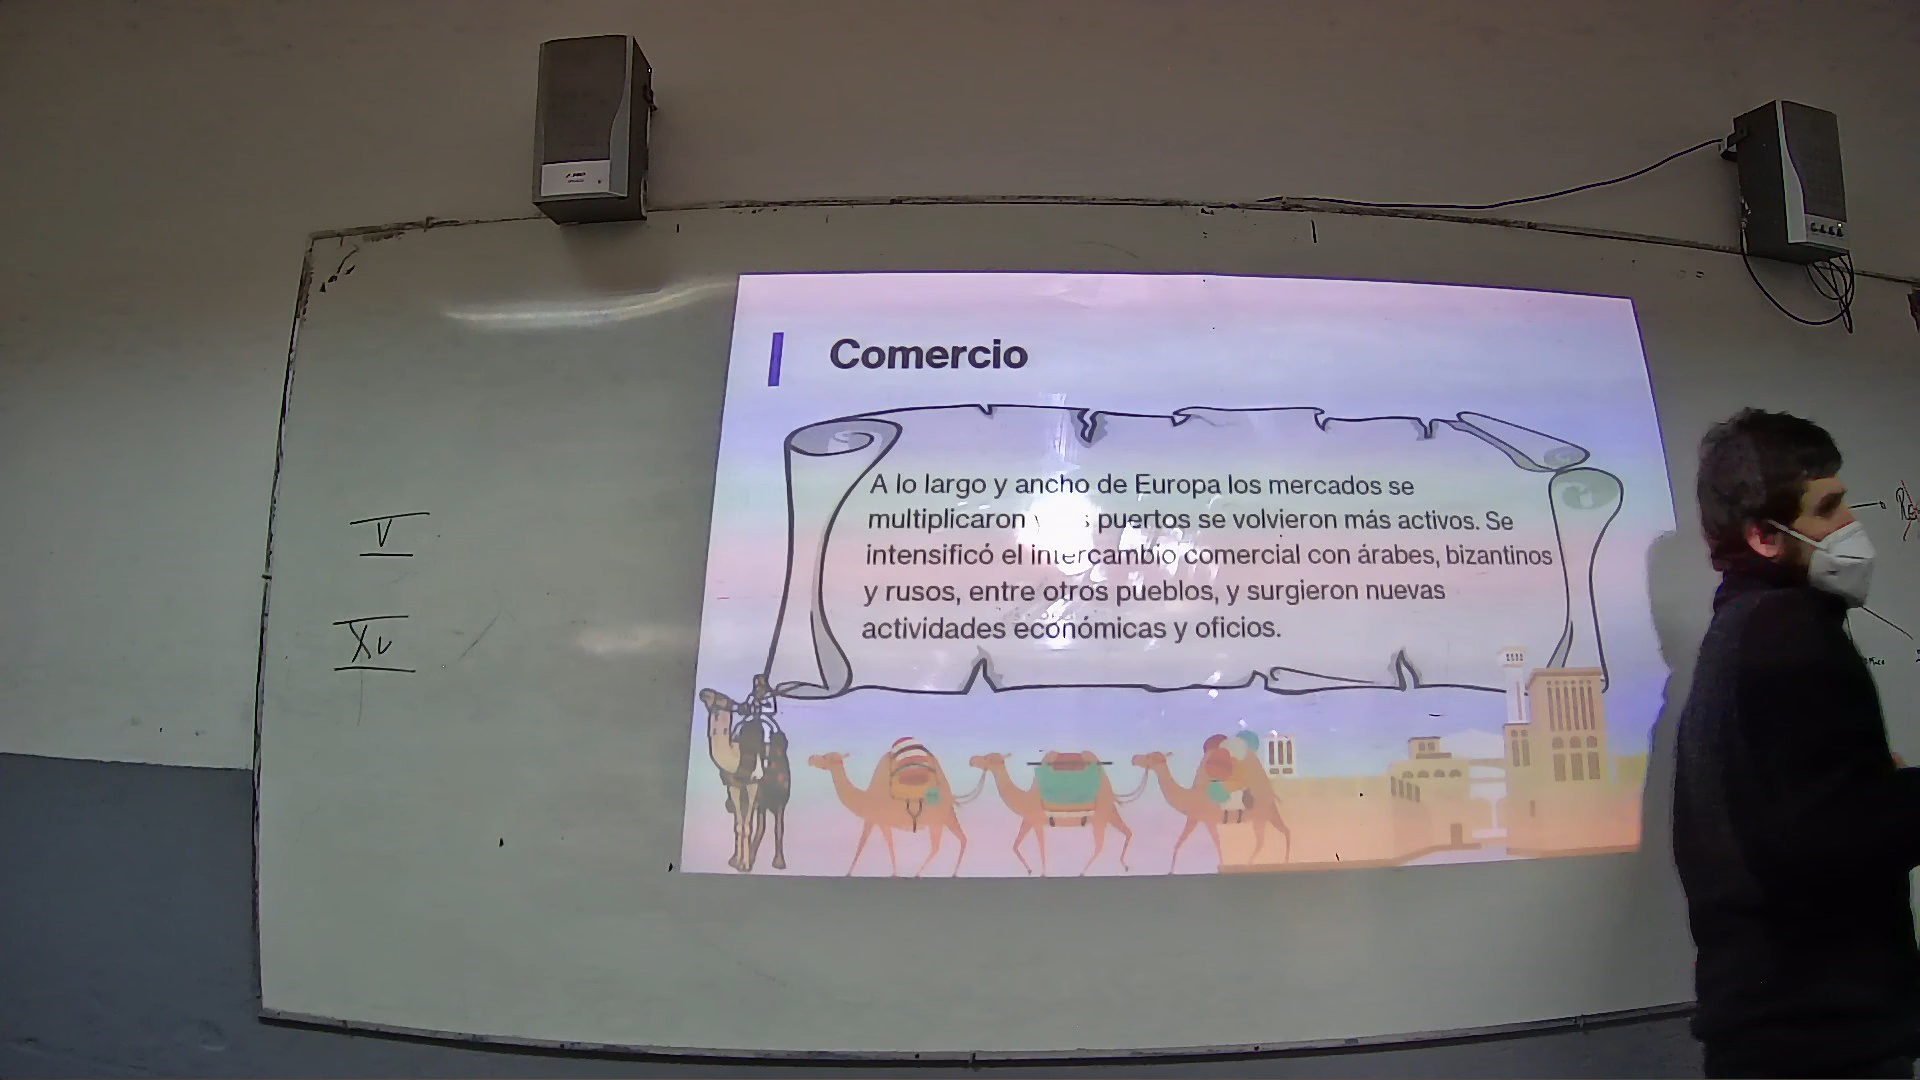 Comercio
A lo largo y ancho de Europa los mercados se
multiplicaron puertos se volvieron más activos. Se
intensificó el intercambio comercial con árabes, bizantinos
y rusos, entre otros pueblos, y surgieron nuevas
actividades económicas y oficios.
V
XV